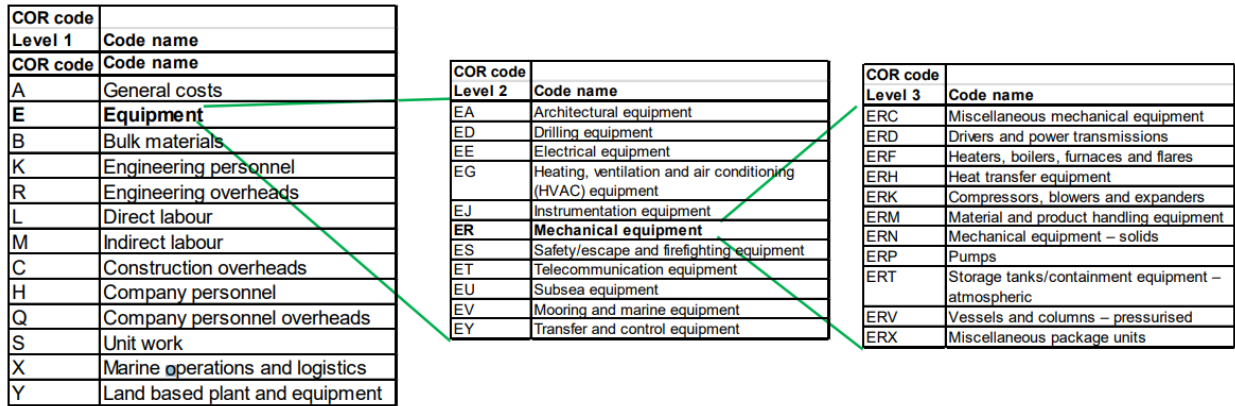 COR code
Level 1 Code name
COR code Code name
A General costs
E Equipment
B Bulk materials
K Engineering personnel
R Engineering overheads
L Direct labour
M Indirect labour
C Construction overheads
H Company personnel
Q Company personnel overheads
S Unit work
X Marine operations and logistics
Y Land based plant and equipment
COR code
Level 2 Code name
EA Architectural equipment
ED Drilling equipment
EE Electrical equipment
EG Heating, ventilation and air conditioning
(HVAC) equipment
EJ Instrumentation equipment
ER Mechanical equipment
ES Safety/escape and firefighting equipment
ET Telecommunication equipment
EU Subsea equipment
EV Mooring and marine equipment
EY Transfer and control equipment
COR code
Level 3 Code name
ERC Miscellaneous mechanical equipment
ERD Drivers and power transmissions
ERF Heaters, boilers, furnaces and flares
ERH Heat transfer equipment
ERK Compressors, blowers and expanders
ERM Material and product handling equipment
ERN Mechanical equipment – solids
ERP Pumps
ERT Storage tanks/containment equipment –
atmospheric
ERV Vessels and columns – pressurised
ERX Miscellaneous package units